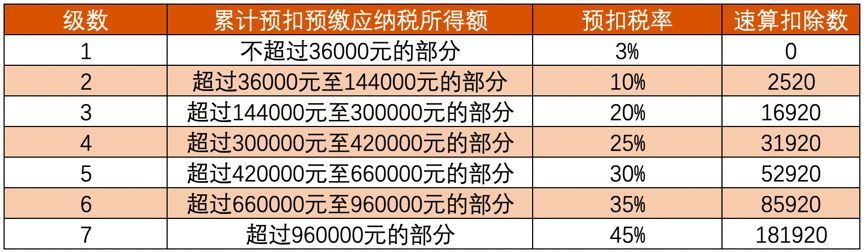 级数 累计预扣预缴应纳税所得额 预扣税率 速算扣除数
1 不超过36000元的部分 3% 0
2 超过36000元至144000元的部分 10% 2520
3 超过144000元至300000元的部分 20% 16920
4 超过300000元至420000元的部分 25% 31920
5 超过420000元至660000元的部分 30% 52920
6 超过660000元至960000元的部分 35% 85920
7 超过960000元的部分 45% 181920